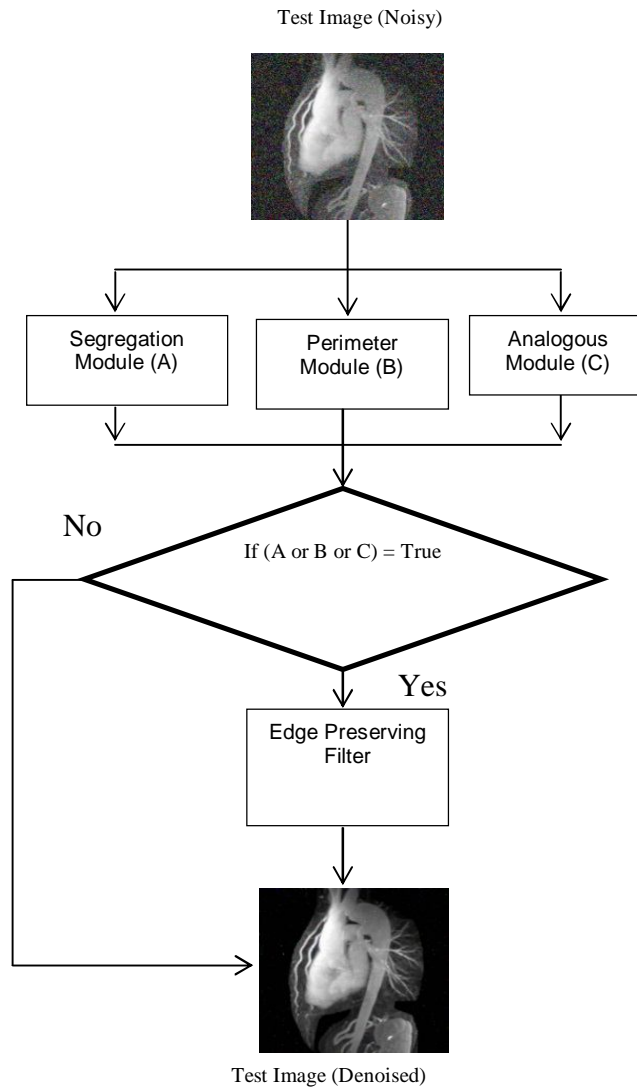 Test Image (Noisy)
Segregation
Module (A)
Perimeter
Module (B)
Analogous
Module (C)
No
If (A or B or C) = True
Yes
Edge Preserving
Filter
Test Image (Denoised)